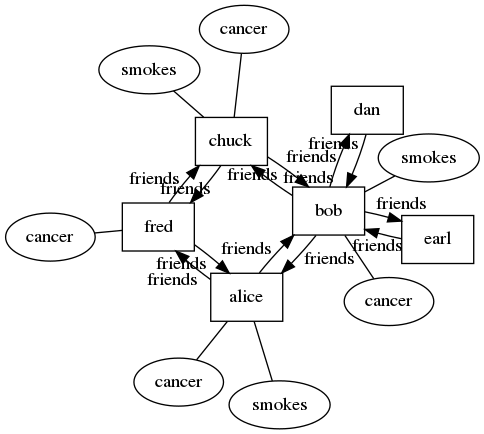 cancer
smokes
dan
chuck
friends
friends
smokes
friends
friends
friends
friends
bob
friends
fred
earl
cancer
friends
friends
friends
friends
friends
alice
cancer
cancer
smokes